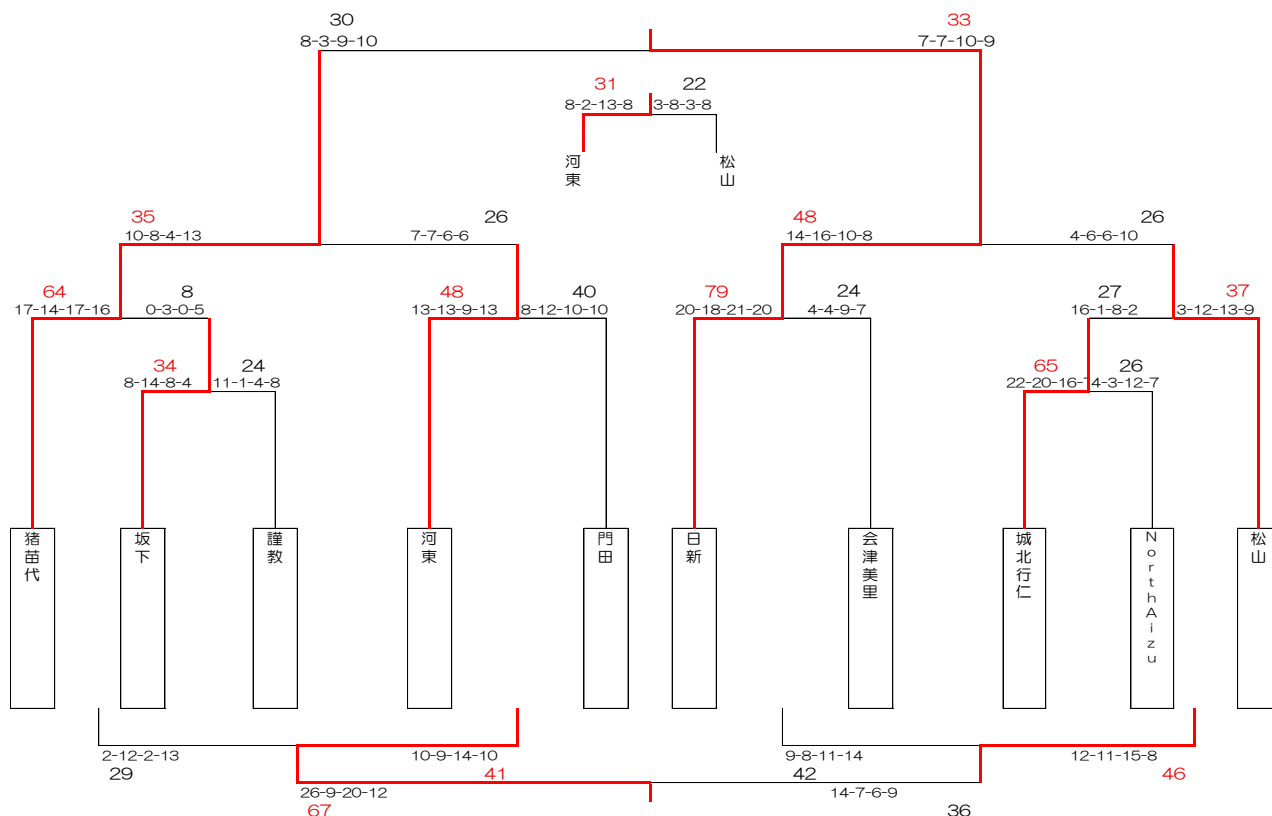 30 33
8-3-9-10 7-7-10-9
31 22
8-2-13-8 3-8-3-8
河東 松山
35 26 48 26
10-8-4-13 7-7-6-6 14-16-10-8 4-6-6-10
64 8 48 40 79 24 27 37
17-14-17-16 0-3-0-5 13-13-9-13 8-12-10-10 20-18-21-20 4-4-9-7 16-1-8-2 3-12-13-9
34 24 65 26
8-14-8-4 11-1-4-8 22-20-16- 4-3-12-7
猪苗代 坂下 謹教 河東 門田 日新 会津美里 城北行仁 NorthAizu 松山
2-12-2-13 10-9-14-10 9-8-11-14 12-11-15-8
29 41 42 46
26-9-20-12 14-7-6-9
67 36